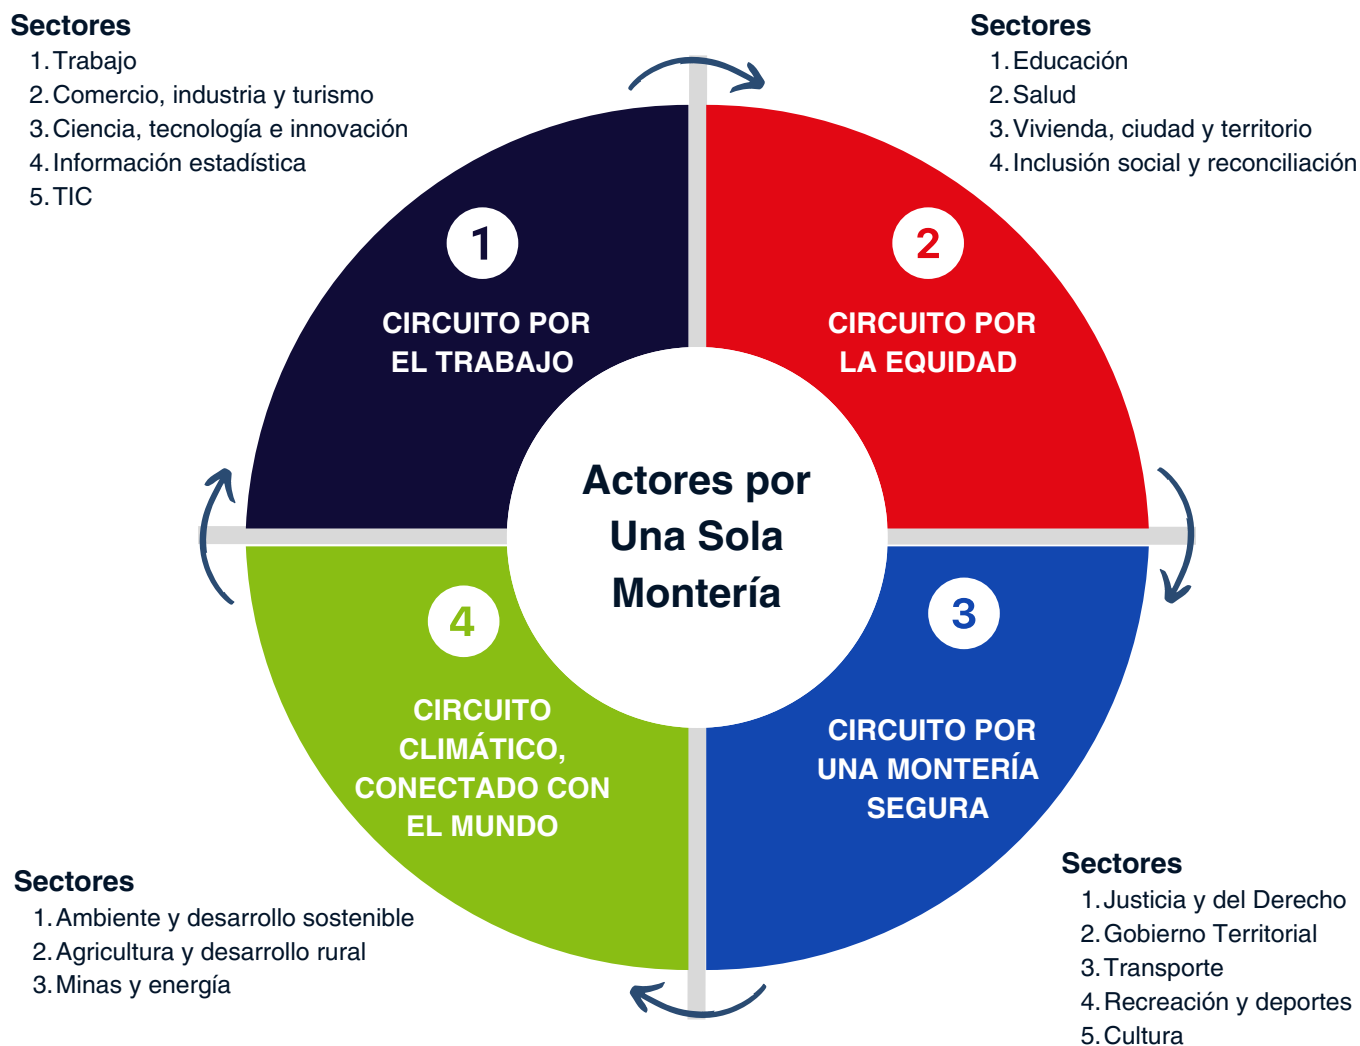 Sectores
1. Trabajo
2. Comercio, industria y turismo
3. Ciencia, tecnología e innovación
4. Información estadística
5. TIC
Sectores
1. Educación
2. Salud
3. Vivienda, ciudad y territorio
4. Inclusión social y reconciliación
1
CIRCUITO POR
EL TRABAJO
2
CIRCUITO POR
LA EQUIDAD
Actores por
Una Sola
Montería
4
CIRCUITO
CLIMÁTICO,
CONECTADO CON
EL MUNDO
3
CIRCUITO POR
UNA MONTERÍA
SEGURA
Sectores
1. Ambiente y desarrollo sostenible
2. Agricultura y desarrollo rural
3. Minas y energía
Sectores
1. Justicia y del Derecho
2. Gobierno Territorial
3. Transporte
4. Recreación y deportes
5. Cultura